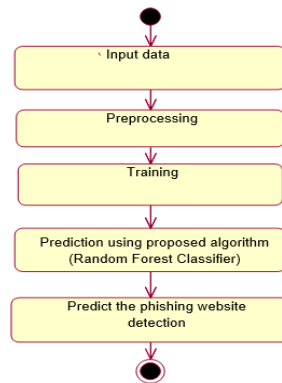 Input data
Preprocessing
Training
Prediction using proposed algorithm
(Random Forest Classifier)
Predict the phishing website
detection